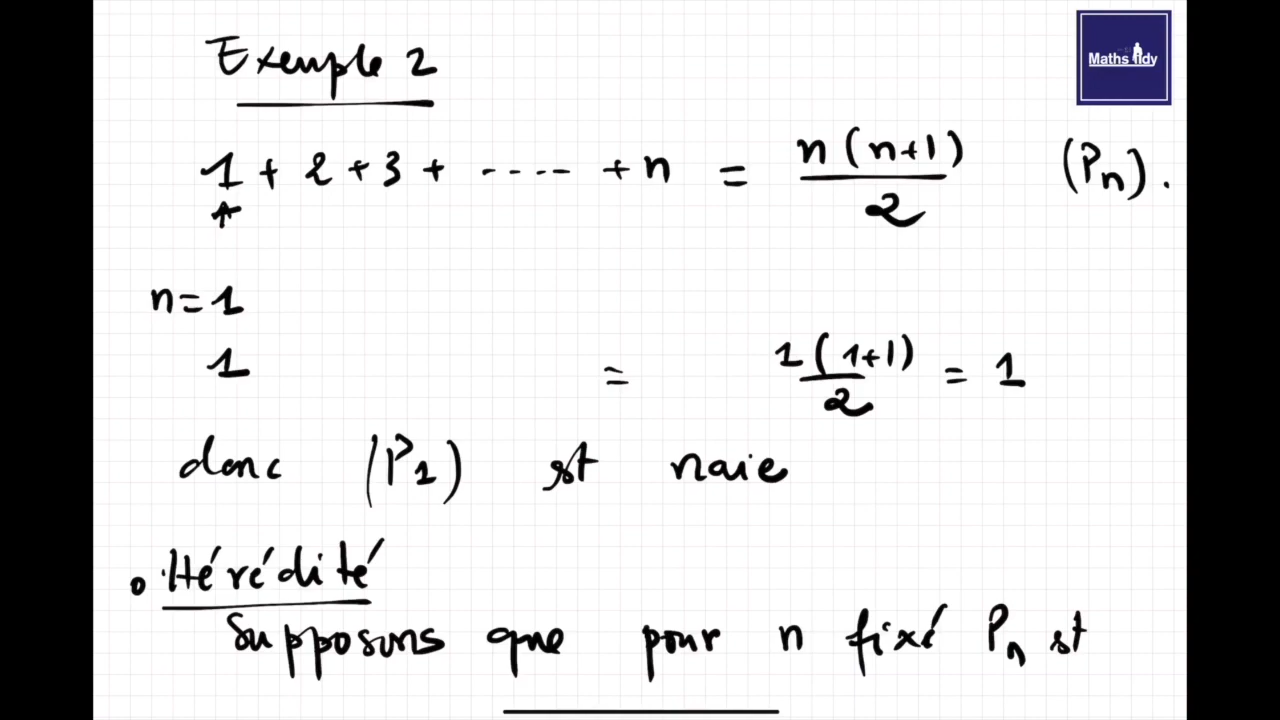 Exemple 2
Maths Tidy
1 + 2 + 3 + ..... + n = n(n+1)/2 (Pn).
n=1
1 = 1(1+1)/2 = 1
donc (P1) est vraie
• Hérédité
Supposons que pour n fixé Pn est